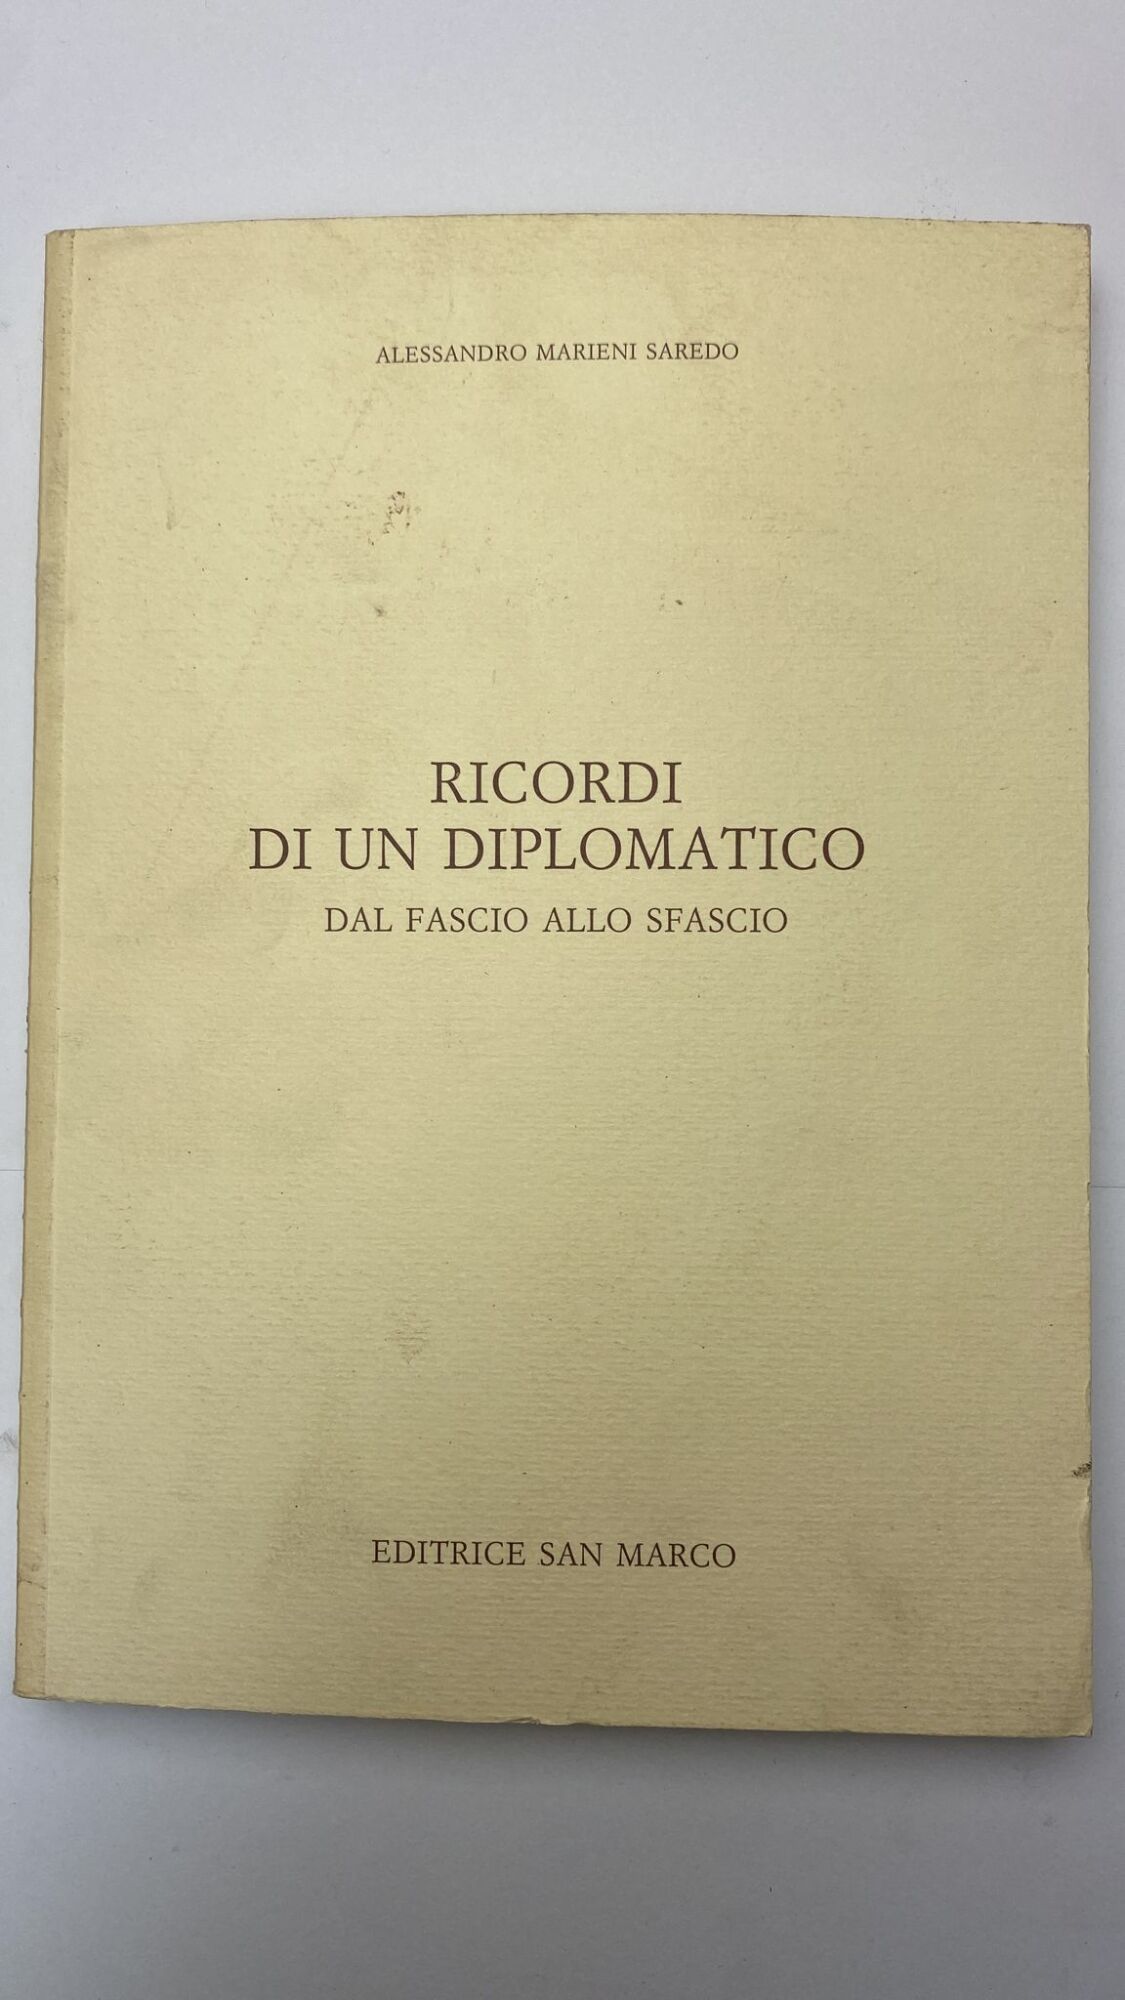 ALESSANDRO MARIENI SAREDO
RICORDI
DI UN DIPLOMATICO
DAL FASCIO ALLO SFASCIO
EDITRICE SAN MARCO